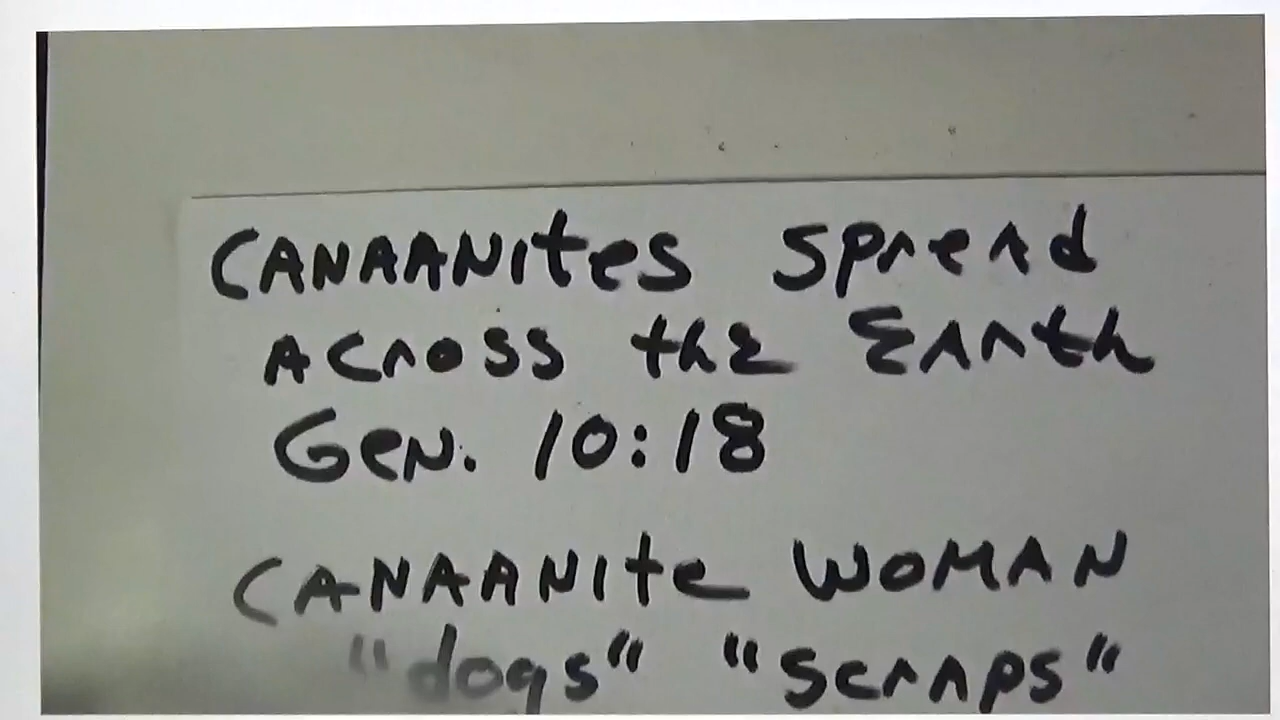 CANAANites spread
Across the Earth
Gen. 10:18
CANAANite WOMAN
"dogs" "scraps"